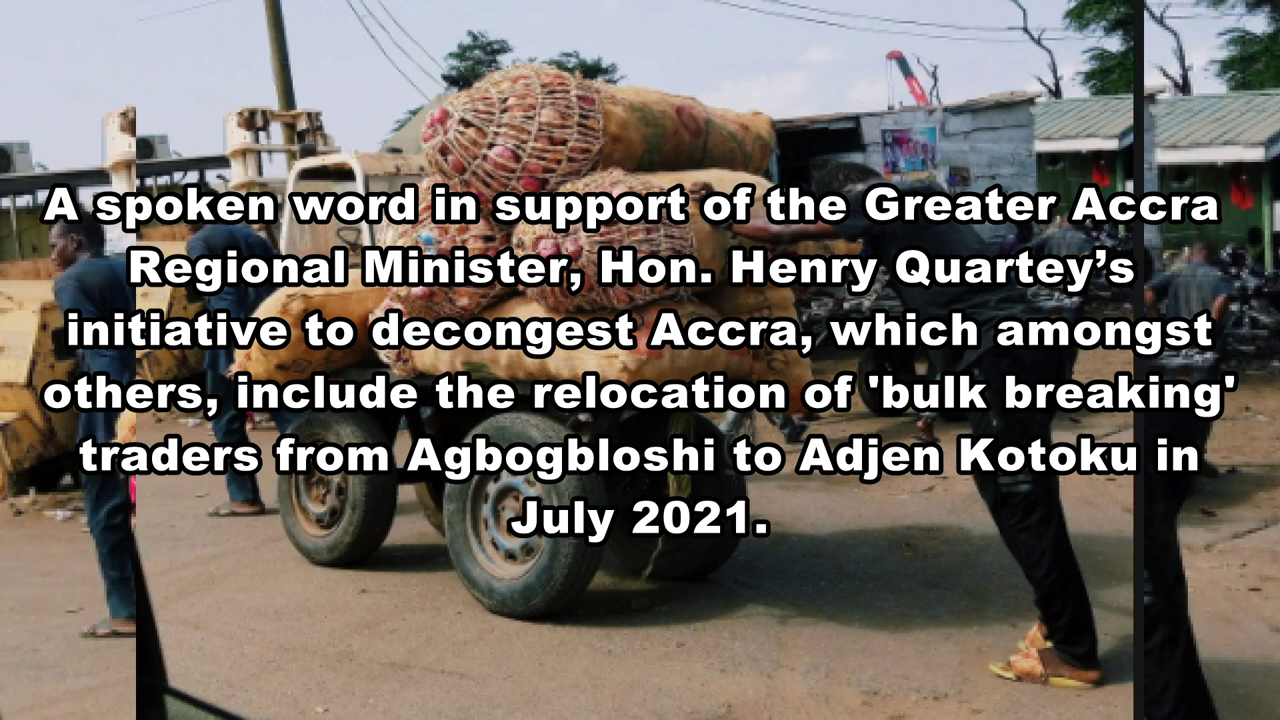 A spoken word in support of the Greater Accra
Regional Minister, Hon. Henry Quartey’s
initiative to decongest Accra, which amongst
others, include the relocation of 'bulk breaking'
traders from Agbogbloshi to Adjen Kotoku in
July 2021.